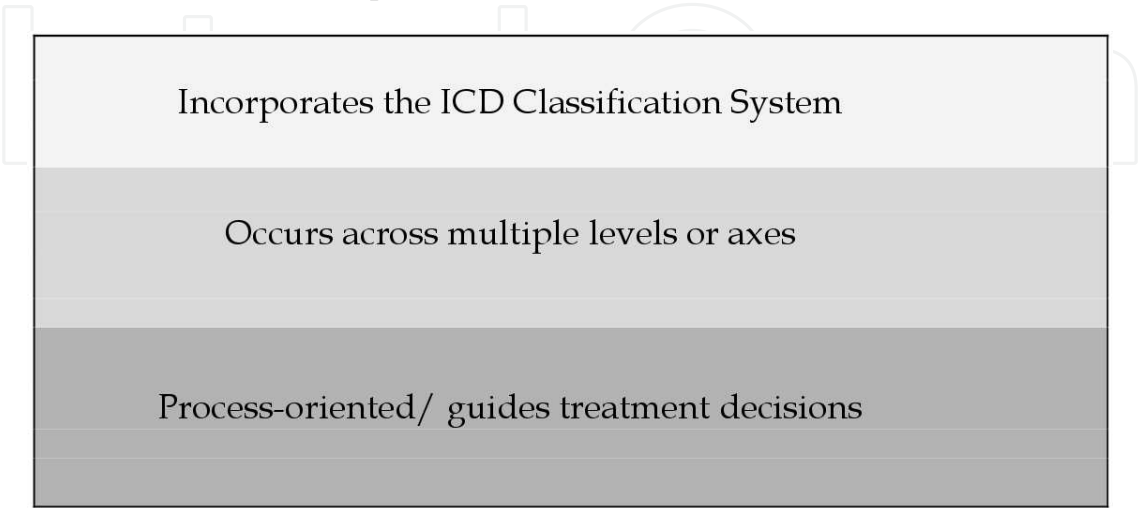 Incorporates the ICD Classification System
Occurs across multiple levels or axes
Process-oriented/ guides treatment decisions